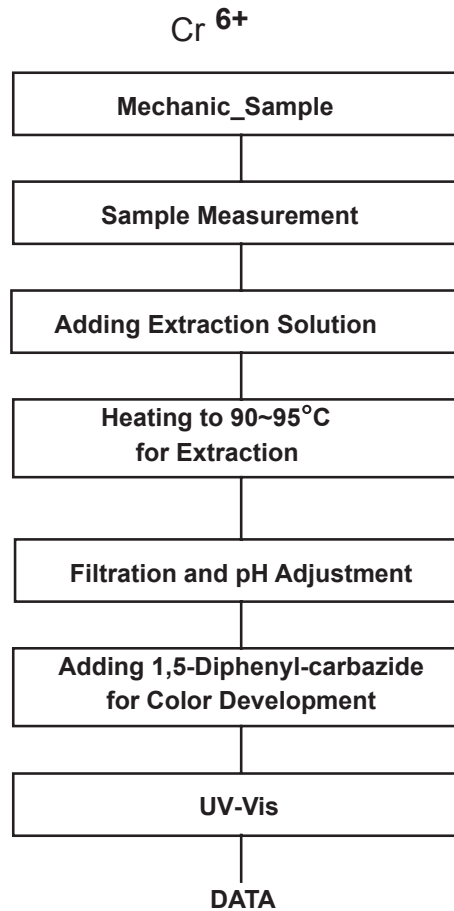 Cr 6+
Mechanic_Sample
Sample Measurement
Adding Extraction Solution
Heating to 90~95°C
for Extraction
Filtration and pH Adjustment
Adding 1,5-Diphenyl-carbazide
for Color Development
UV-Vis
DATA